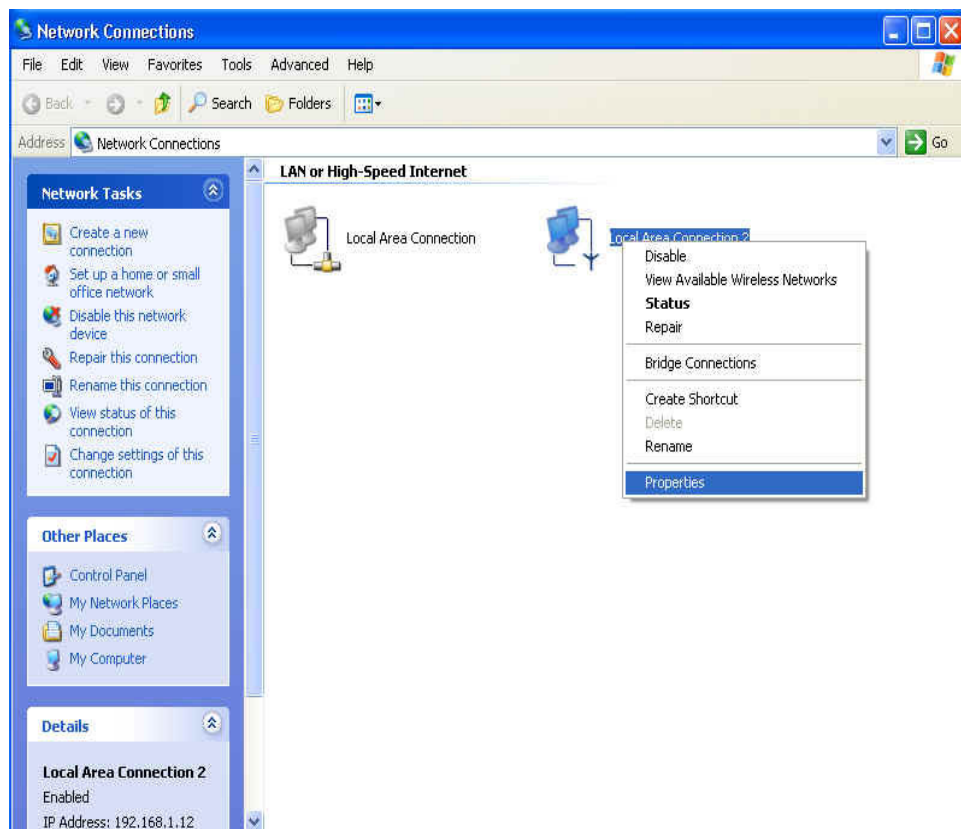 Network Connections
File Edit View Favorites Tools Advanced Help
Back Search Folders
Address Network Connections Go
Network Tasks
Create a new
connection
Set up a home or small
office network
Disable this network
device
Repair this connection
Rename this connection
View status of this
connection
Change settings of this
connection
Other Places
Control Panel
My Network Places
My Documents
My Computer
Details
Local Area Connection 2
Enabled
IP Address: 192.168.1.12
LAN or High-Speed Internet
Local Area Connection
Local Area Connection 2
Disable
View Available Wireless Networks
Status
Repair
Bridge Connections
Create Shortcut
Delete
Rename
Properties